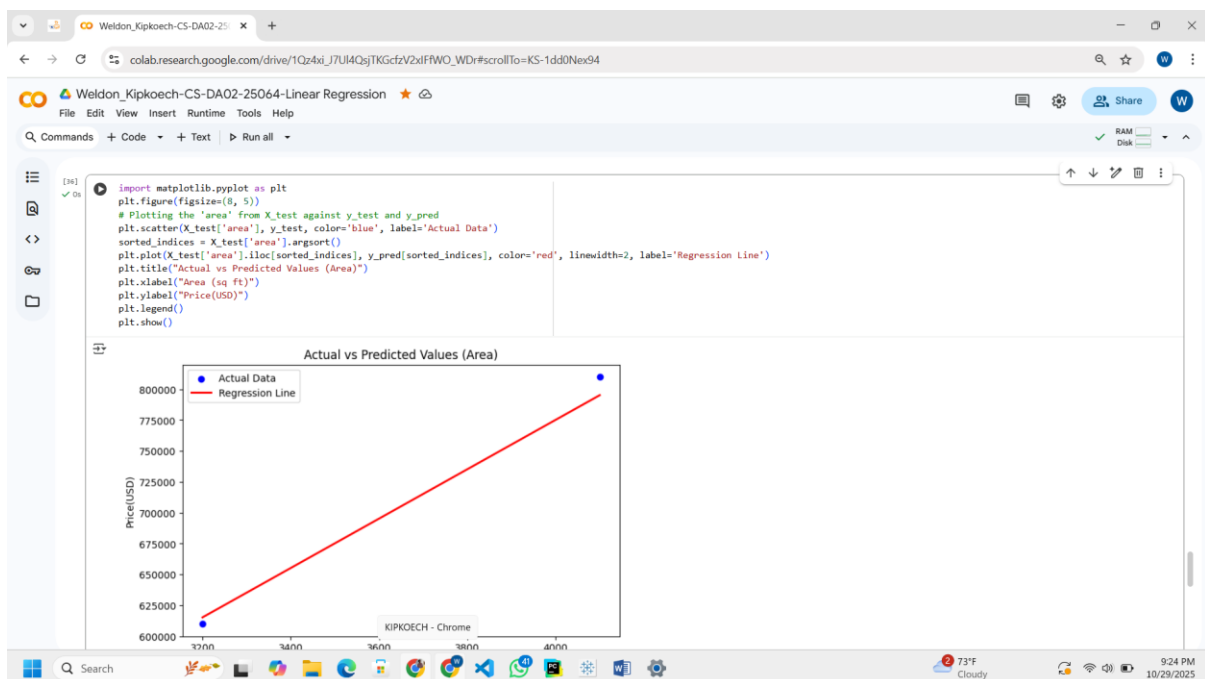 Weldon_Kipkoech-CS-DA02-25
colab.research.google.com/drive/1Qz4xi_J7Ul4QsjTKGcfzV2xIFfWO_WDr#scrollTo=KS-1dd0Nex94
W
CO Weldon_Kipkoech-CS-DA02-25064-Linear Regression
File Edit View Insert Runtime Tools Help
Share
W
Commands + Code + Text Run all
RAM
Disk
[36]
0s
import matplotlib.pyplot as plt
plt.figure(figsize=(8, 5))
# Plotting the 'area' from X_test against y_test and y_pred
plt.scatter(X_test['area'], y_test, color='blue', label='Actual Data')
sorted_indices = X_test['area'].argsort()
plt.plot(X_test['area'].iloc[sorted_indices], y_pred[sorted_indices], color='red', linewidth=2, label='Regression Line')
plt.title("Actual vs Predicted Values (Area)")
plt.xlabel("Area (sq ft)")
plt.ylabel("Price(USD)")
plt.legend()
plt.show()
Actual vs Predicted Values (Area)
Actual Data
Regression Line
800000
775000
750000
725000
700000
675000
650000
625000
600000
Price(USD)
3200 3400 3600 3800 4000
KIPKOECH - Chrome
Search
2
73°F
Cloudy
9:24 PM
10/29/2025